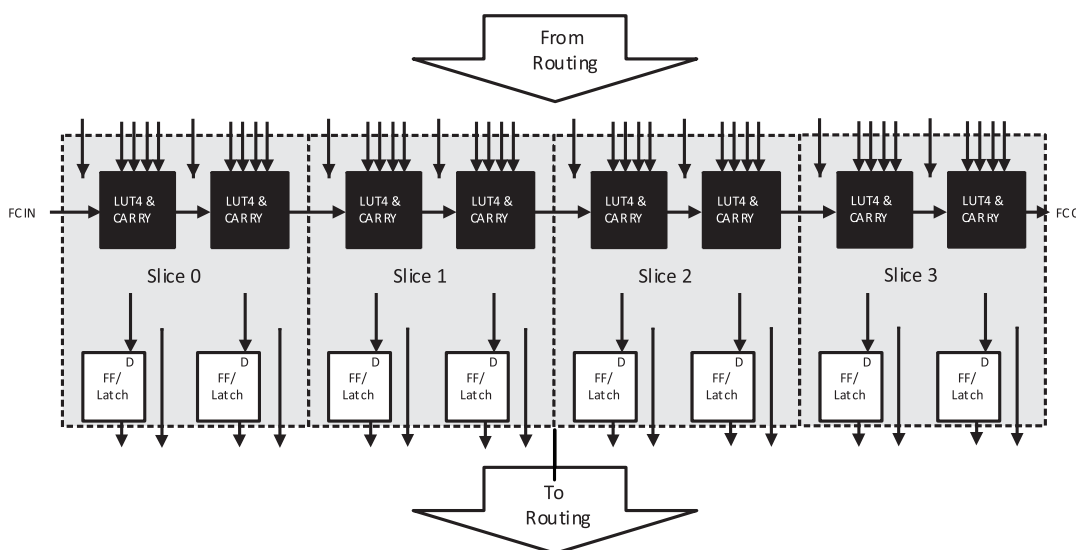 From
Routing
LUT4 &
CARRY
LUT4 &
CARRY
LUT4 &
CARRY
LUT4 &
CARRY
LUT4 &
CARRY
LUT4 &
CARRY
LUT4 &
CARRY
LUT4 &
CARRY
FCIN
Slice 0
Slice 1
Slice 2
Slice 3
D
FF/
Latch
D
FF/
Latch
D
FF/
Latch
D
FF/
Latch
D
FF/
Latch
D
FF/
Latch
D
FF/
Latch
D
FF/
Latch
To
Routing